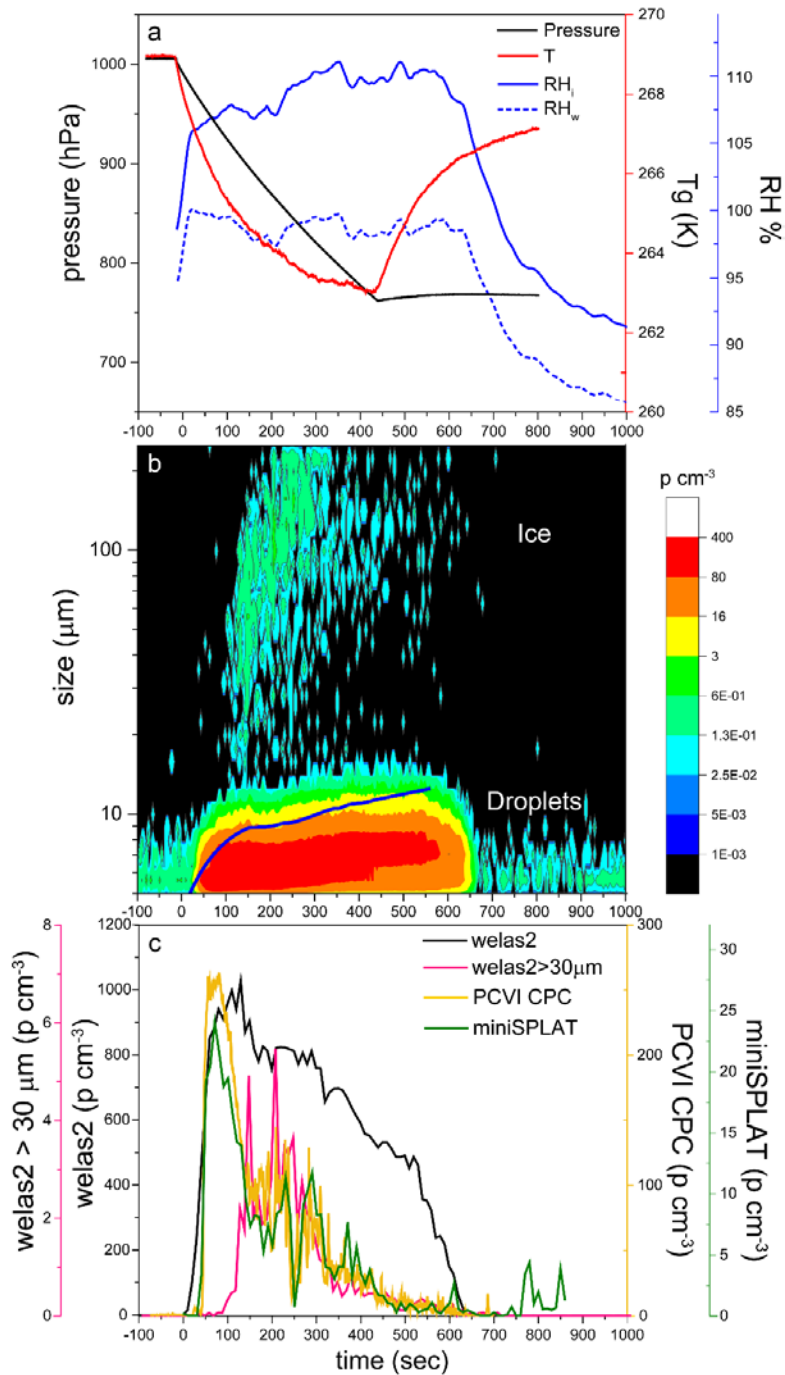 a
Pressure
T
RHi
RHw
pressure (hPa)
1000
900
800
700
270
268
266
264
262
260
Tg (K)
110
105
100
95
90
85
RH %
-100 0 100 200 300 400 500 600 700 800 900 1000
b
Ice
Droplets
size (μm)
100
10
p cm-3
400
80
16
3
6E-01
1.3E-01
2.5E-02
5E-03
1E-03
-100 0 100 200 300 400 500 600 700 800 900 1000
c
welas2
welas2>30μm
PCVI CPC
miniSPLAT
welas2 > 30 μm (p cm-3)
8
6
4
2
0
welas2 (p cm-3)
1200
1000
800
600
400
200
0
300
200
100
0
PCVI CPC (p cm-3)
30
25
20
15
10
5
0
miniSPLAT (p cm-3)
-100 0 100 200 300 400 500 600 700 800 900 1000
time (sec)